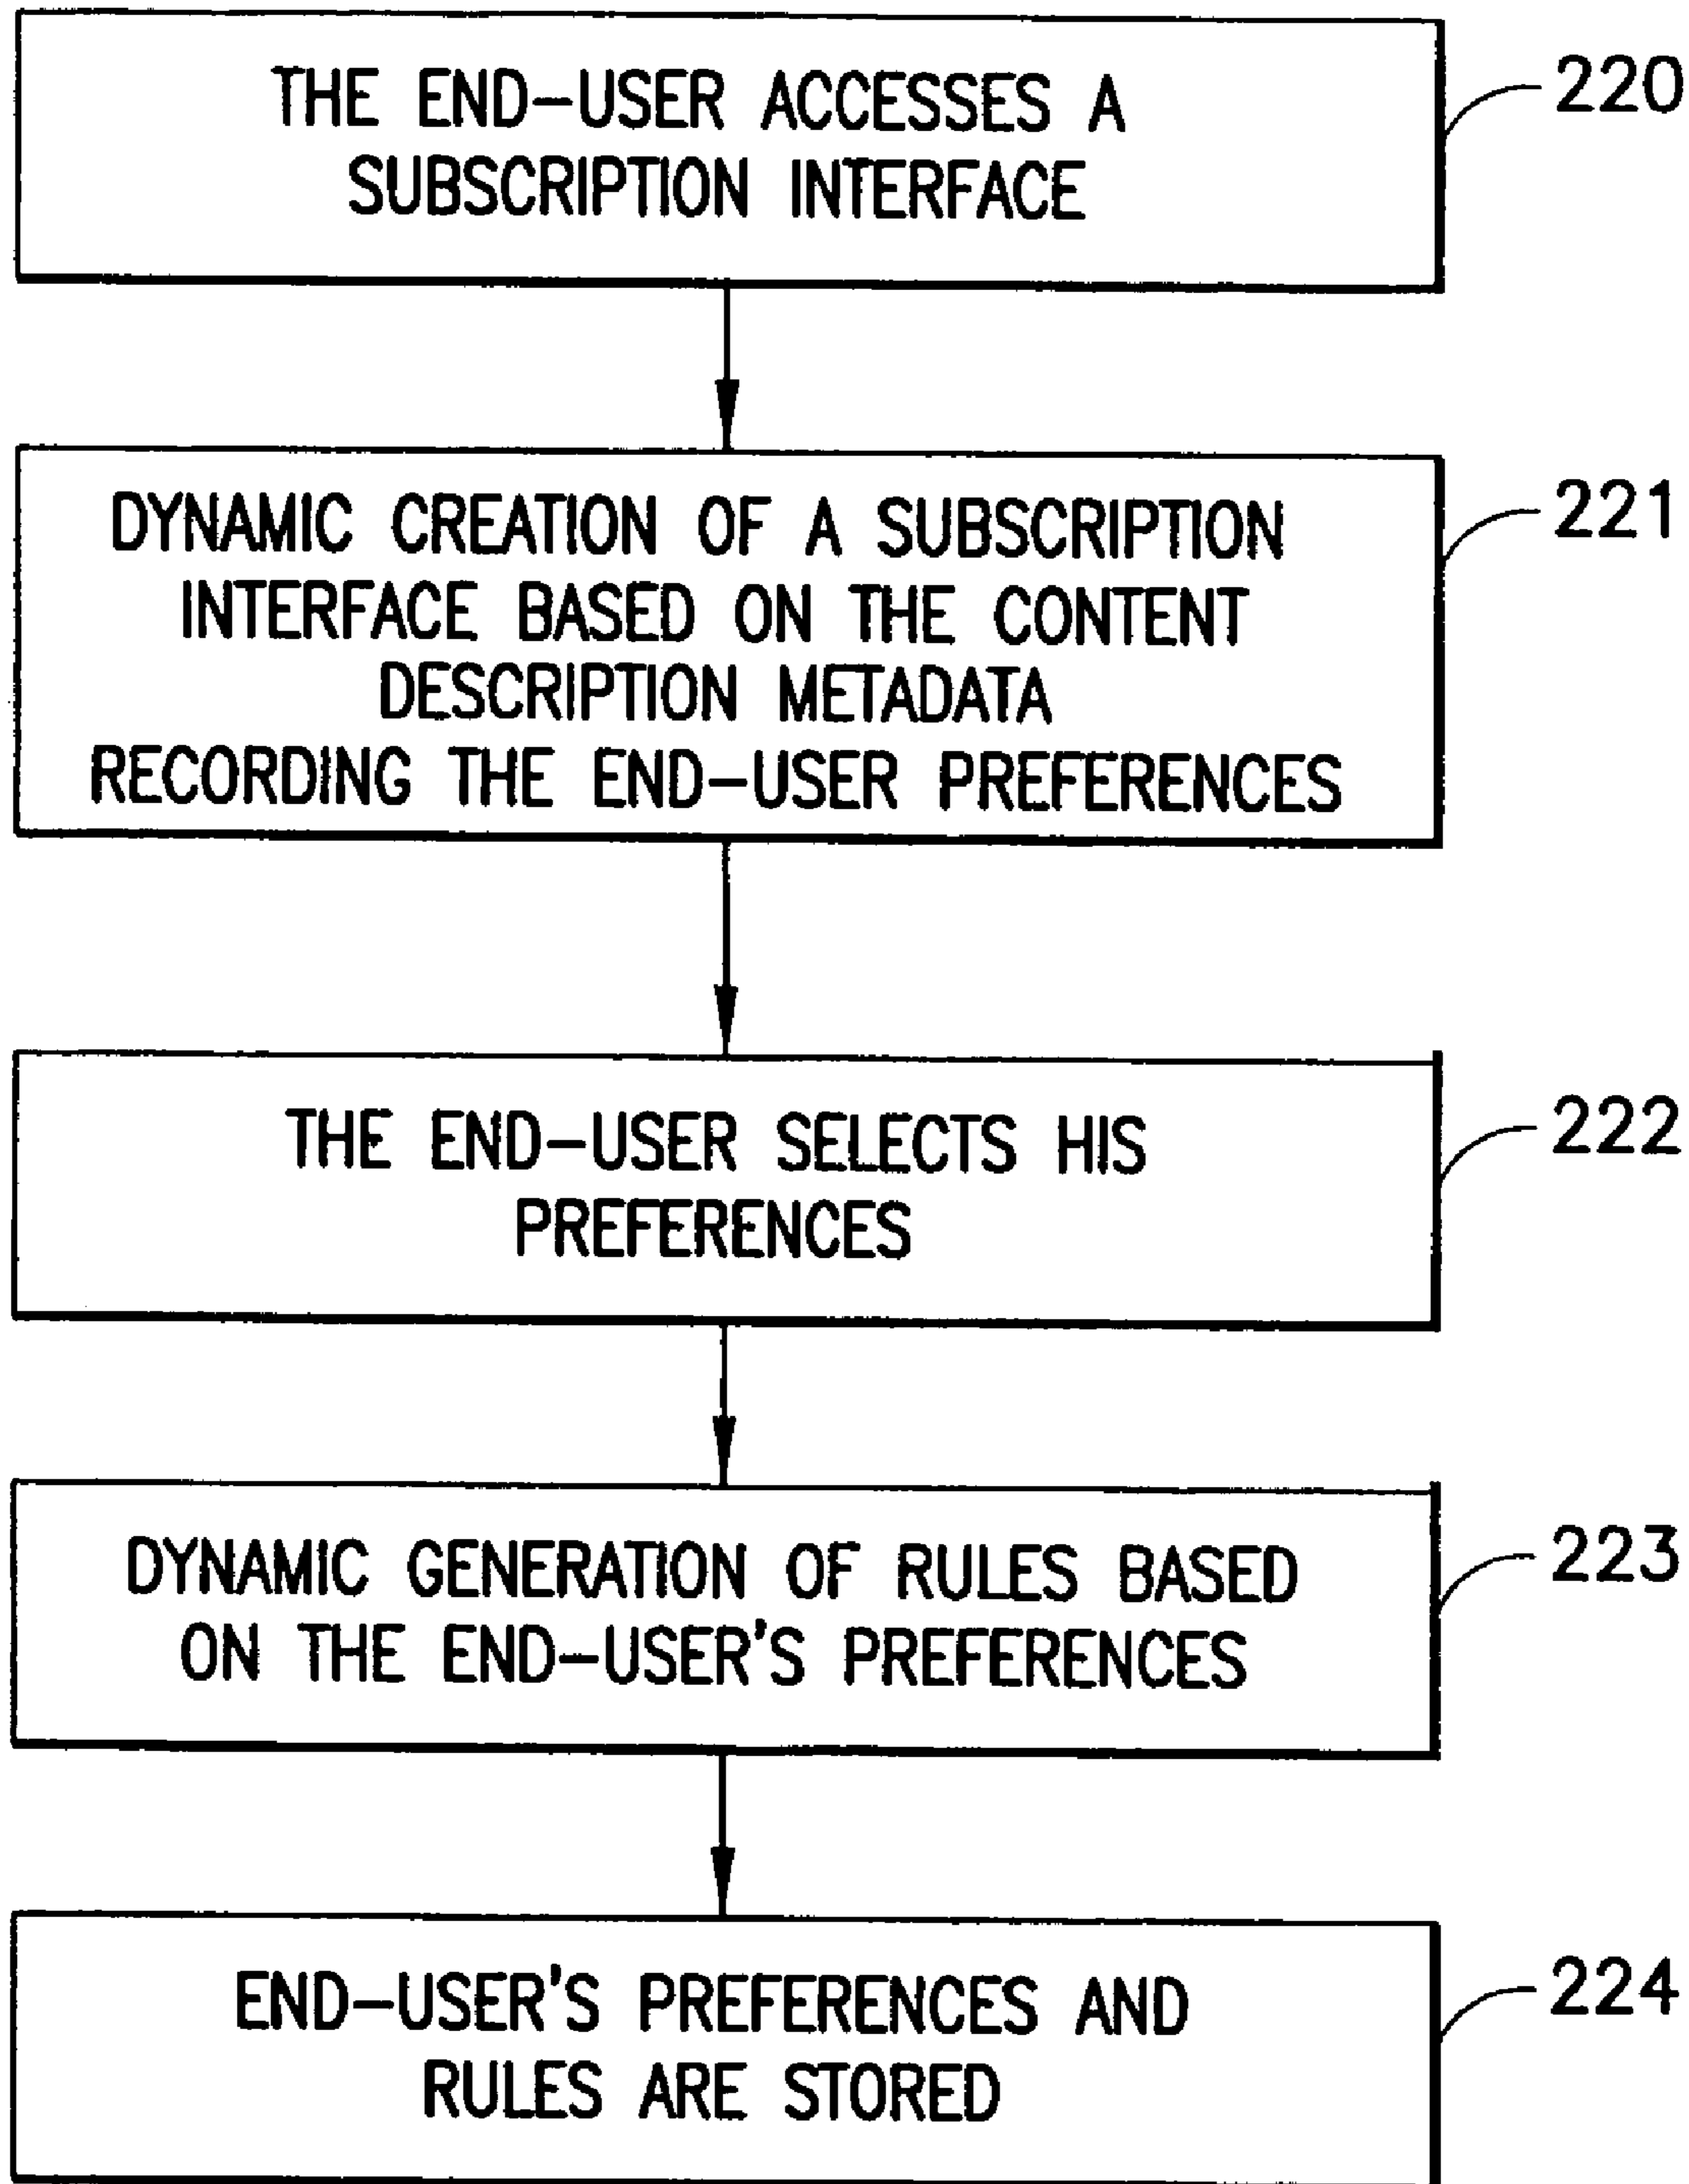 THE END-USER ACCESSES A
SUBSCRIPTION INTERFACE
220
DYNAMIC CREATION OF A SUBSCRIPTION
INTERFACE BASED ON THE CONTENT
DESCRIPTION METADATA
RECORDING THE END-USER PREFERENCES
221
THE END-USER SELECTS HIS
PREFERENCES
222
DYNAMIC GENERATION OF RULES BASED
ON THE END-USER'S PREFERENCES
223
END-USER'S PREFERENCES AND
RULES ARE STORED
224